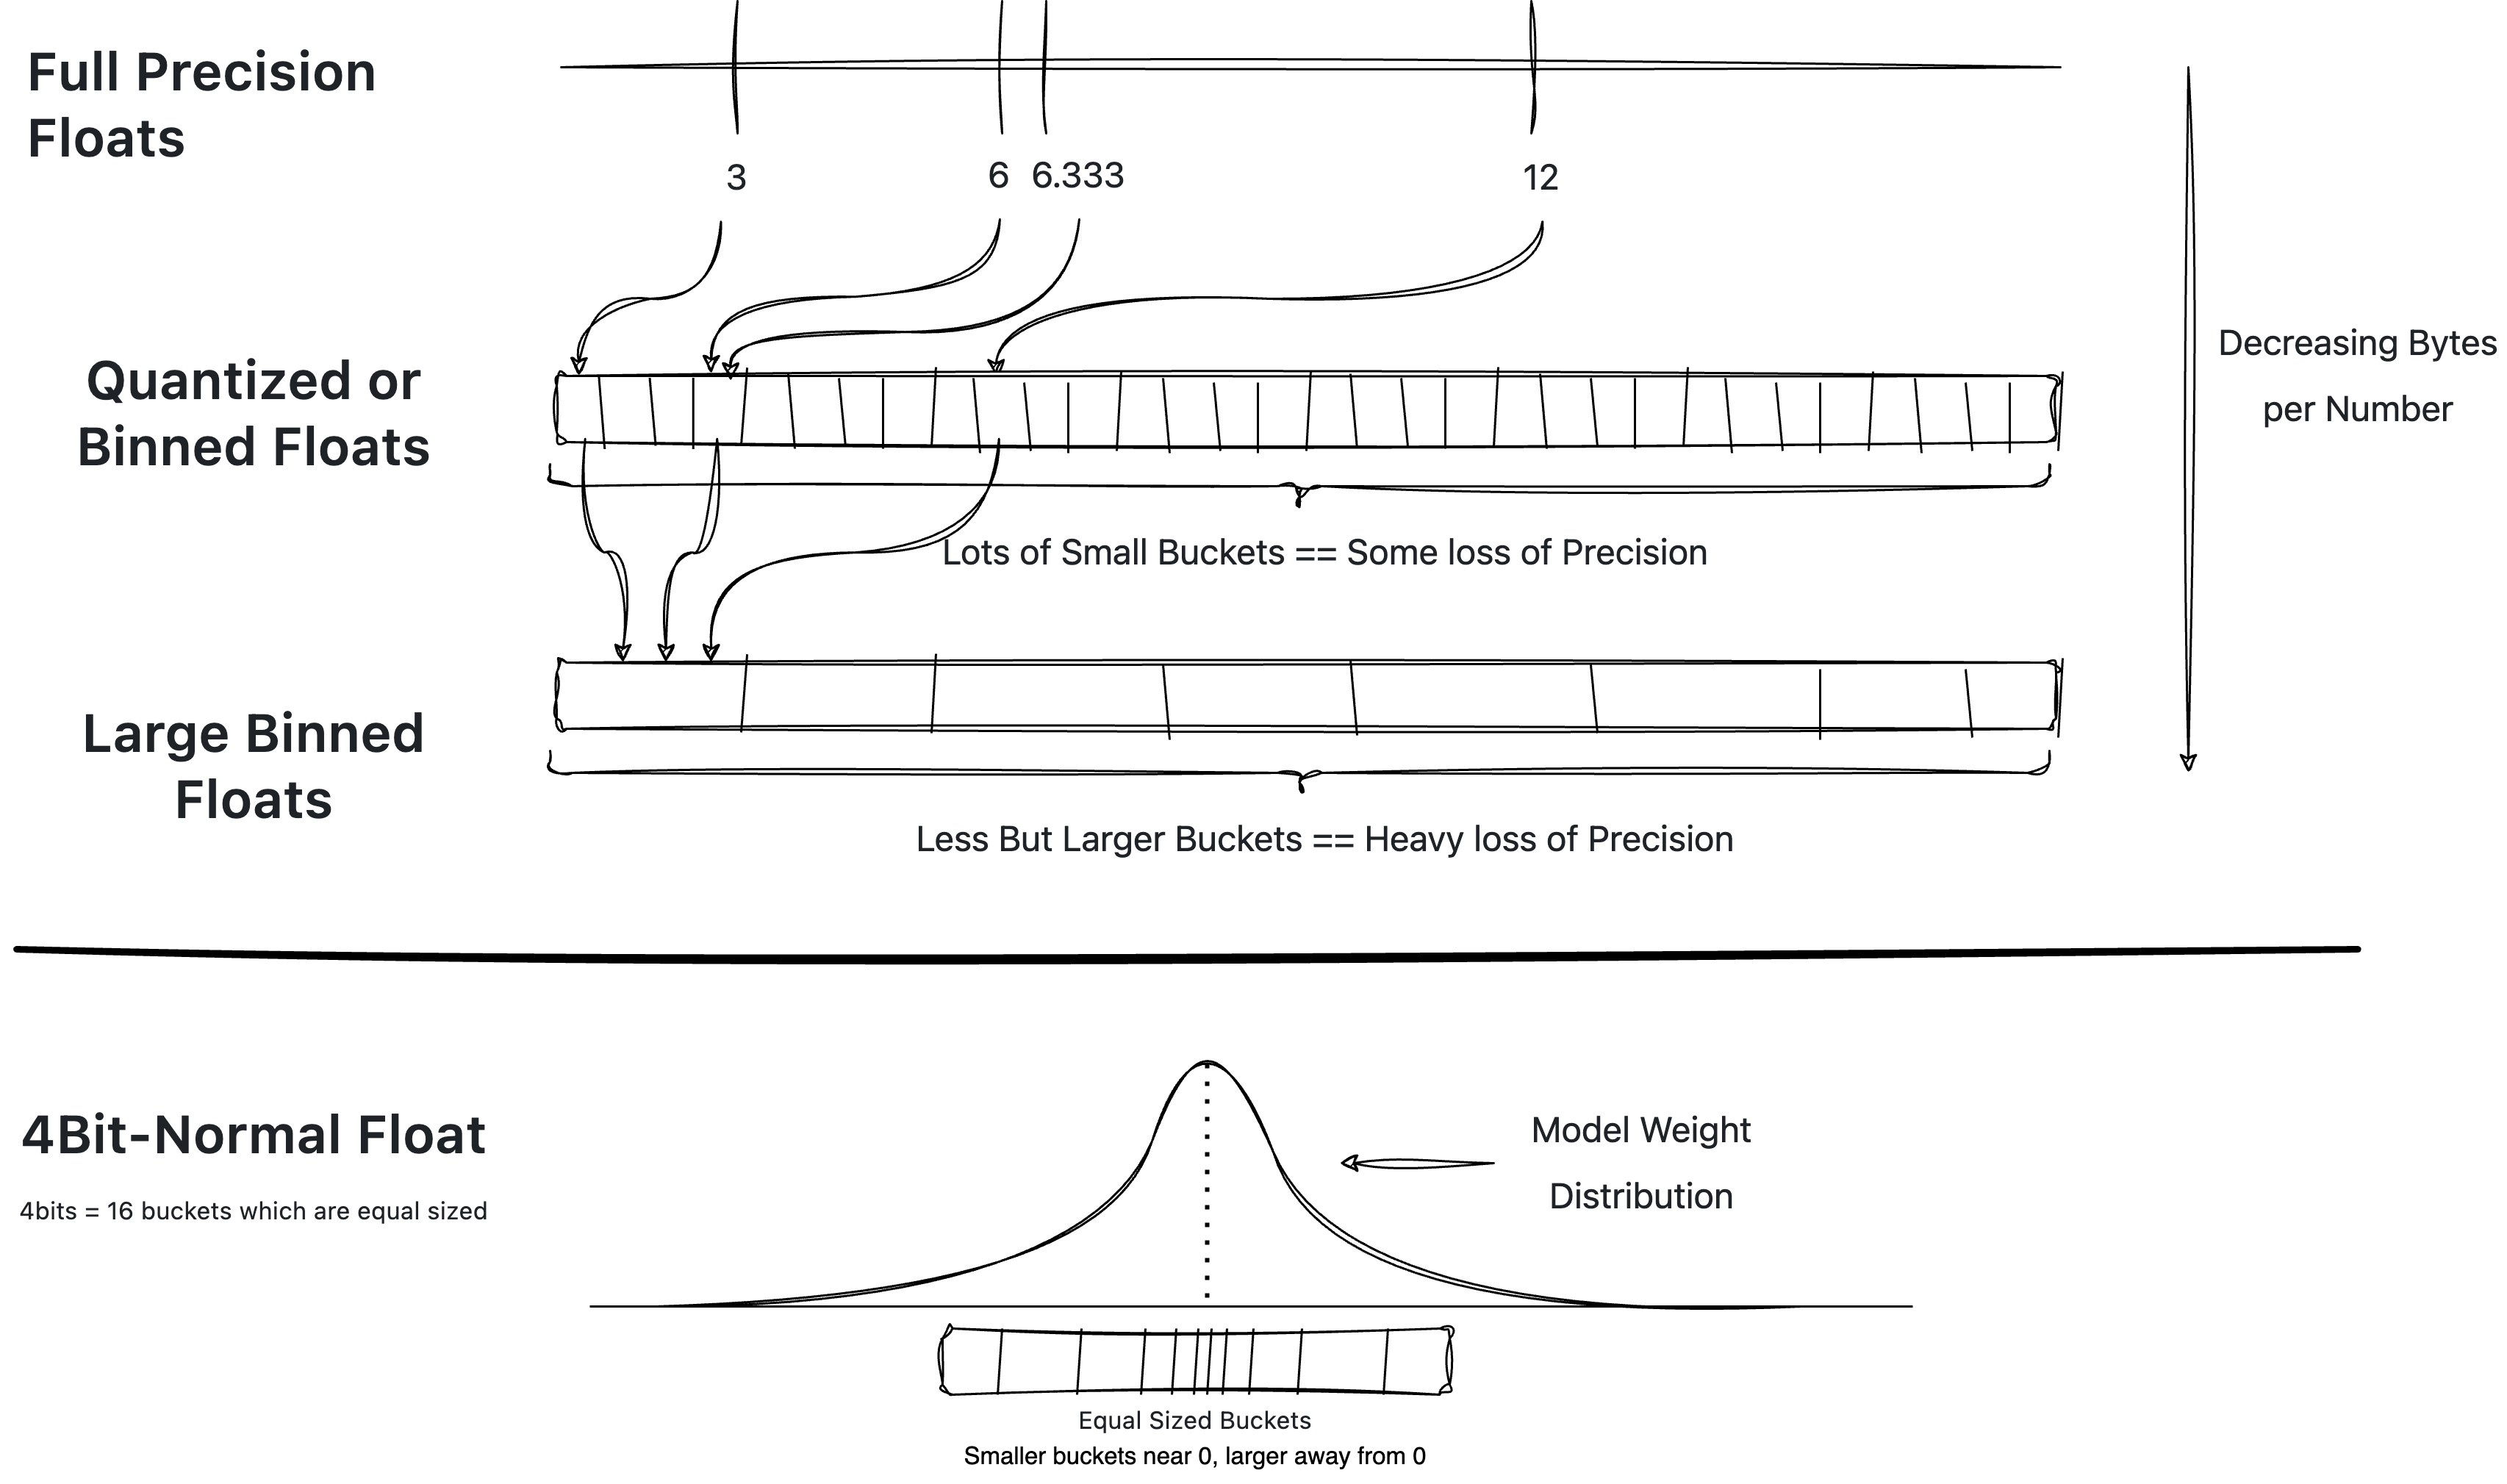 Full Precision
Floats
3
6
6.333
12
Quantized or
Binned Floats
Decreasing Bytes
per Number
Lots of Small Buckets == Some loss of Precision
Large Binned
Floats
Less But Larger Buckets == Heavy loss of Precision
4Bit-Normal Float
4bits = 16 buckets which are equal sized
Model Weight
Distribution
Equal Sized Buckets
Smaller buckets near 0, larger away from 0